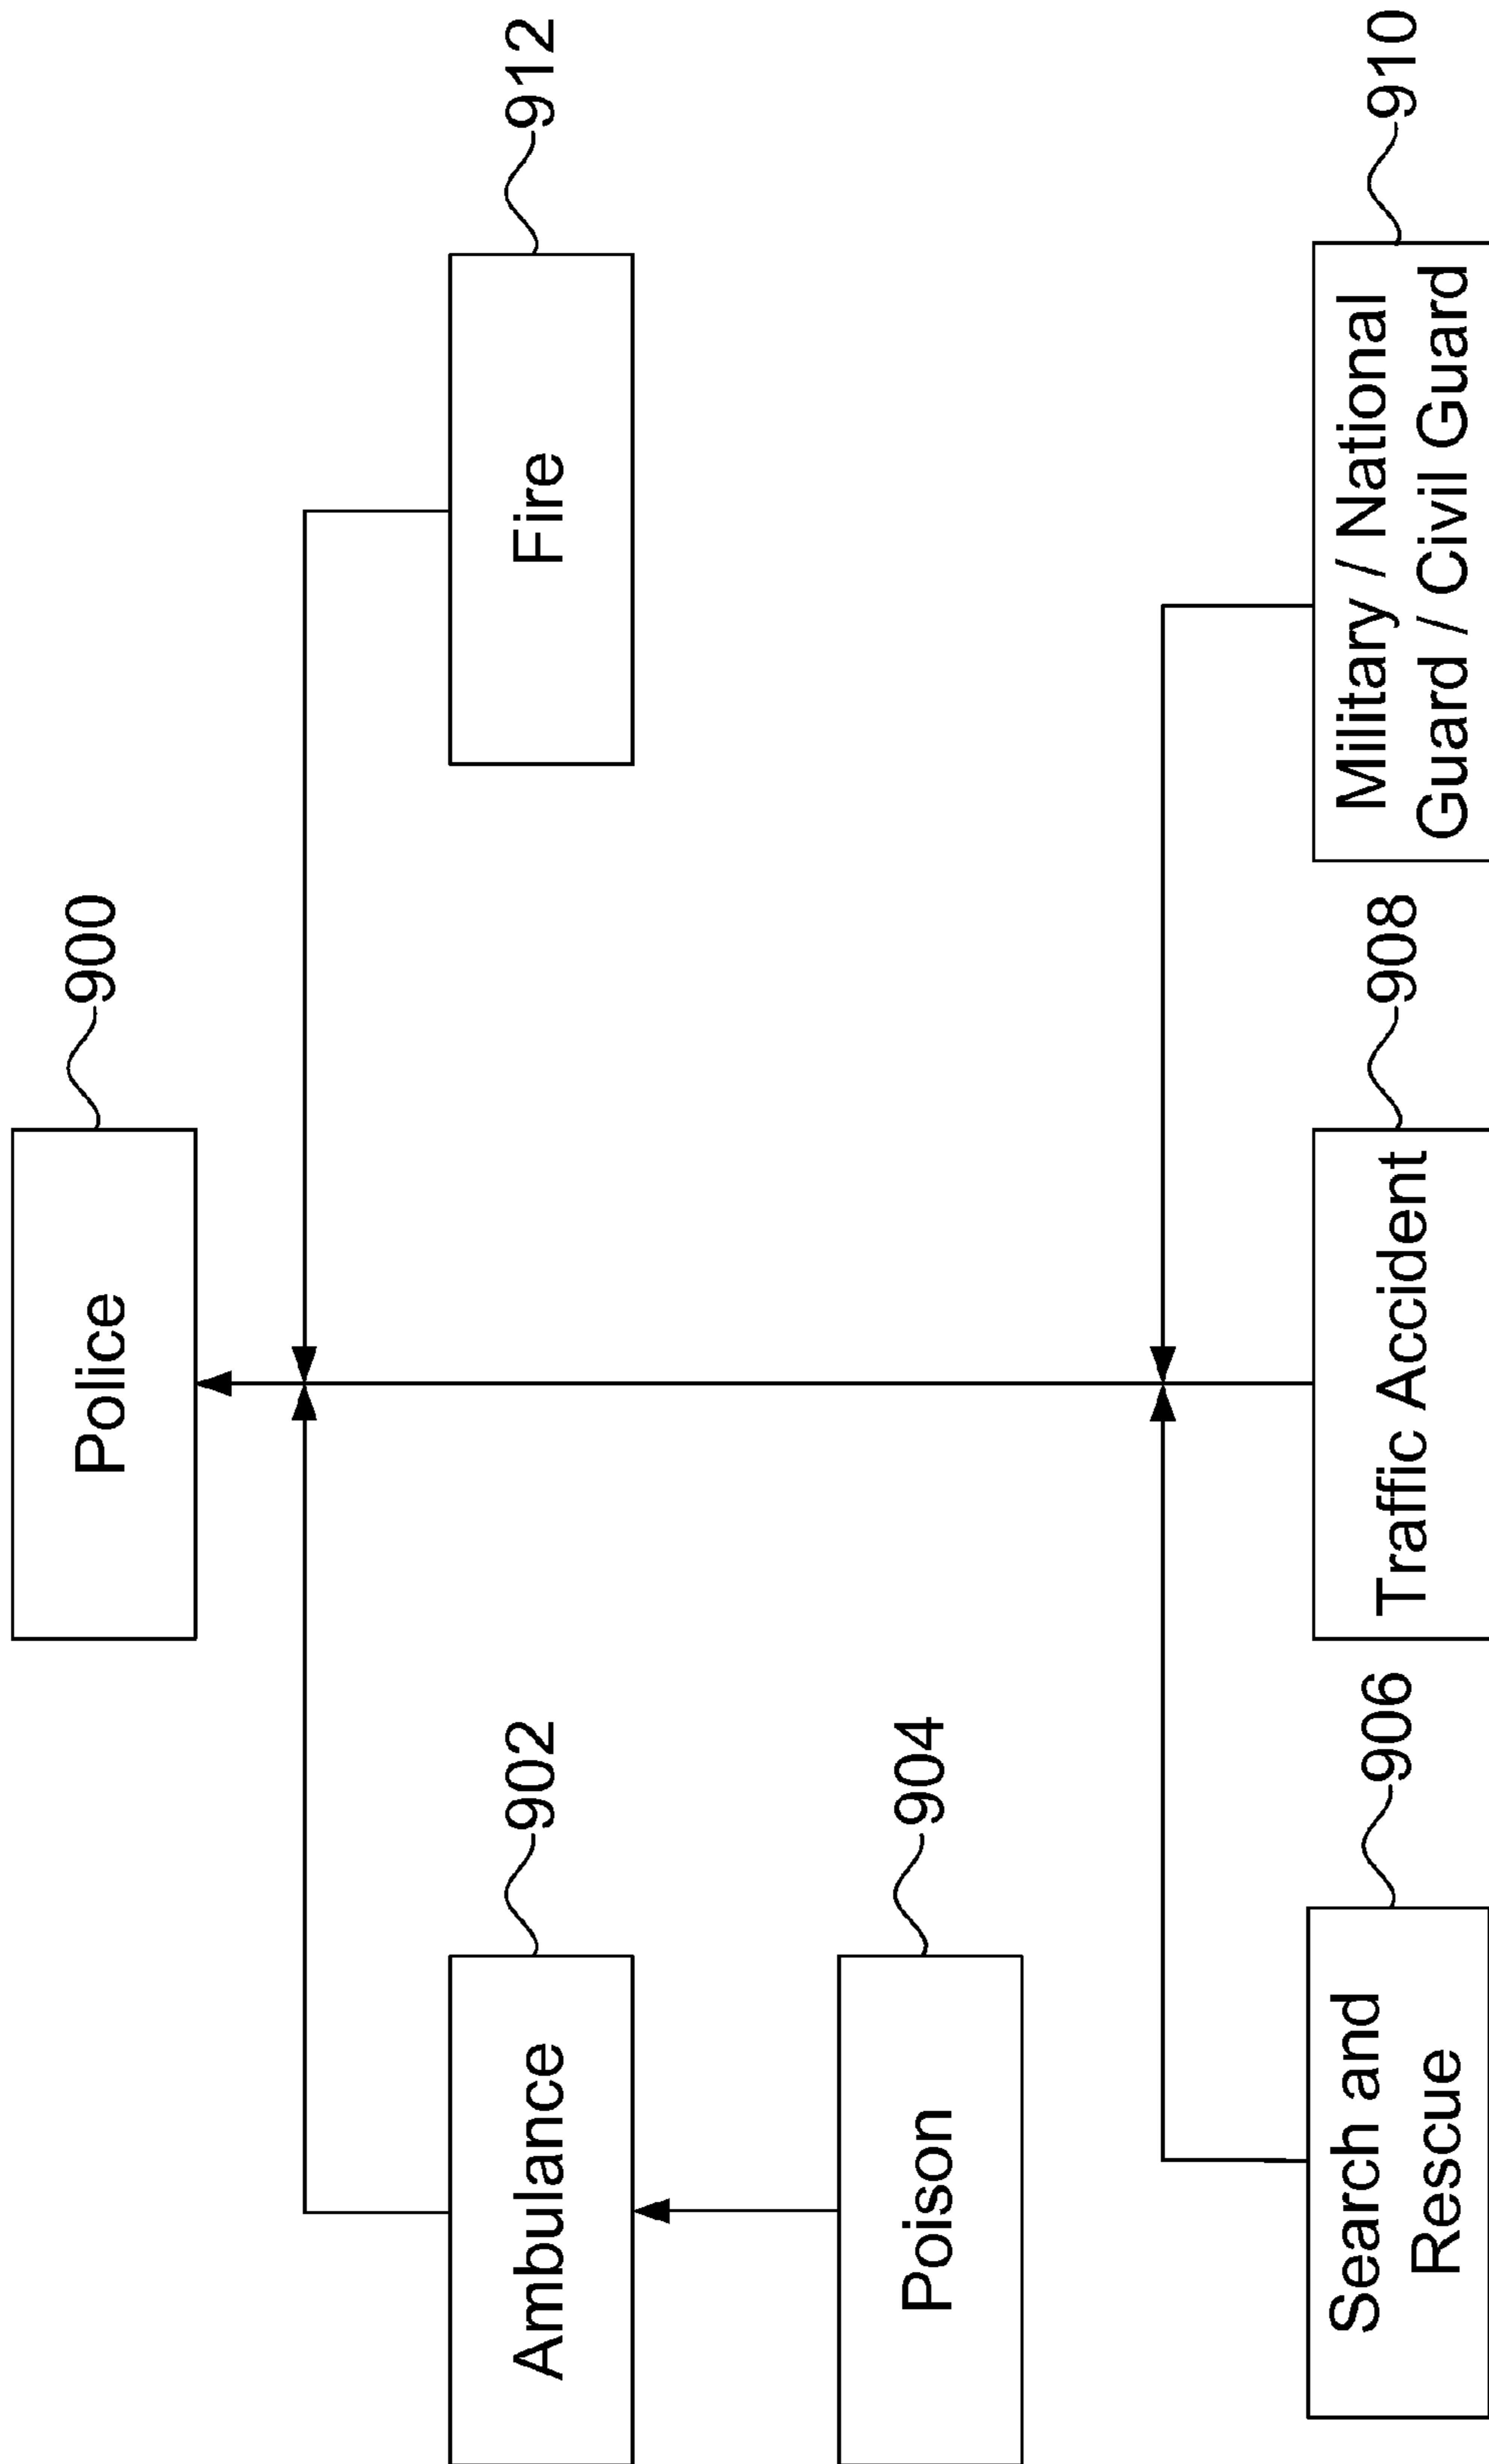 Police
900
Ambulance
902
Fire
912
Poison
904
Search and
Rescue
906
Traffic Accident
908
Military / National
Guard / Civil Guard
910